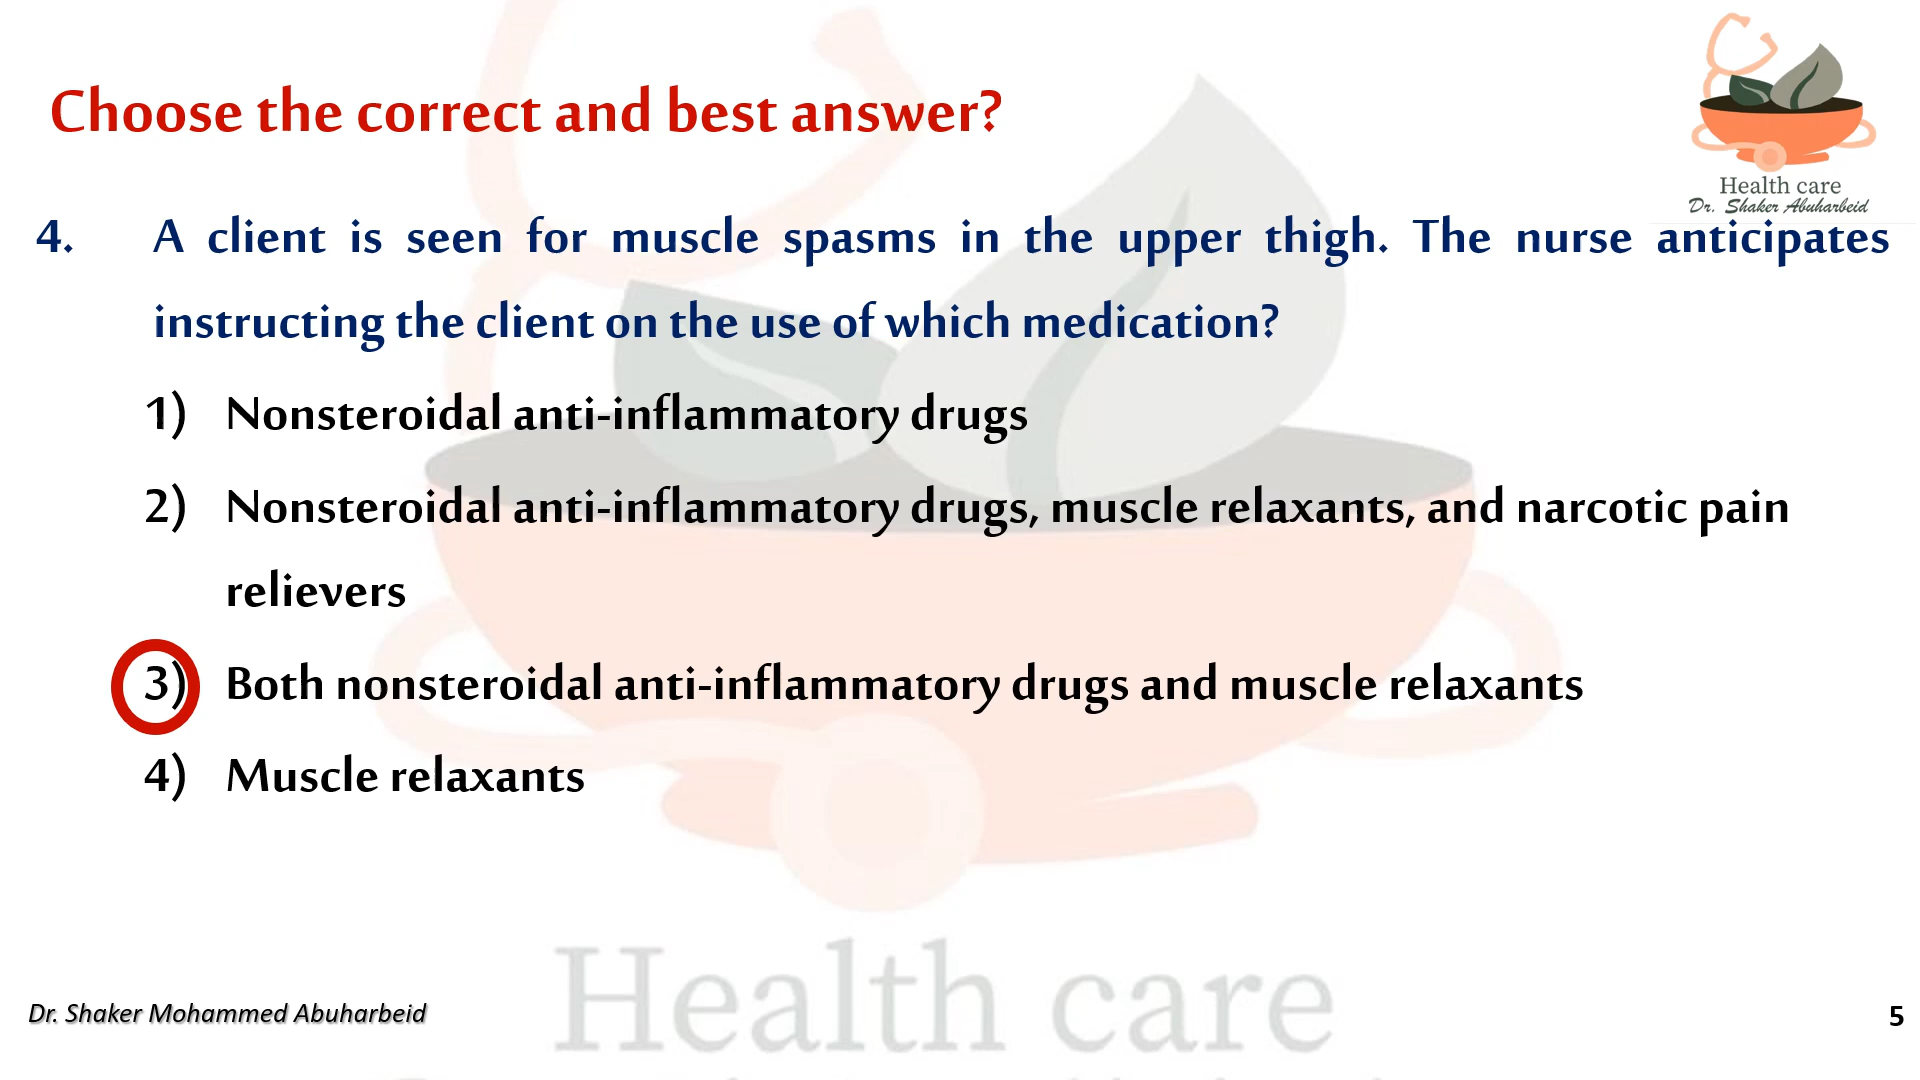 Health care
Dr. Shaker Abuharbeid
Choose the correct and best answer?
4. A client is seen for muscle spasms in the upper thigh. The nurse anticipates
instructing the client on the use of which medication?
1) Nonsteroidal anti-inflammatory drugs
2) Nonsteroidal anti-inflammatory drugs, muscle relaxants, and narcotic pain
relievers
3) Both nonsteroidal anti-inflammatory drugs and muscle relaxants
4) Muscle relaxants
Health care
Dr. Shaker Mohammed Abuharbeid
5